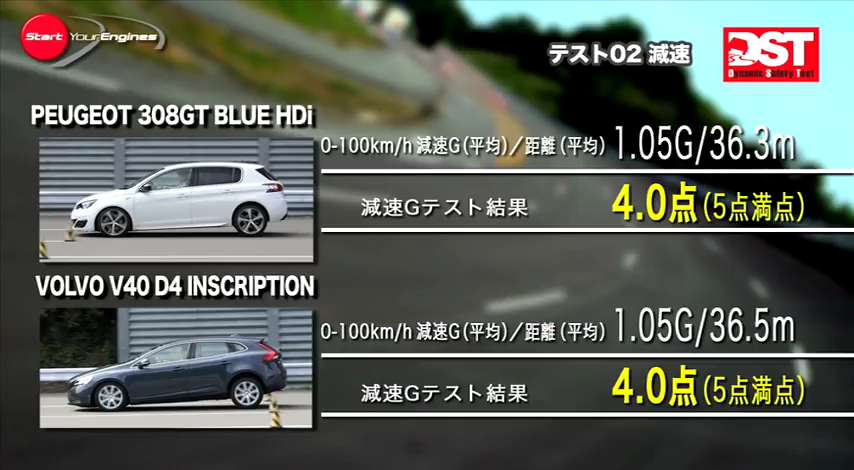 Start Your Engines
テスト02 減速
DST
Dynamic Safety Test
PEUGEOT 308GT BLUE HDi
0-100km/h 減速G（平均）／距離（平均） 1.05G/36.3m
減速Gテスト結果 4.0点（5点満点）
VOLVO V40 D4 INSCRIPTION
0-100km/h 減速G（平均）／距離（平均） 1.05G/36.5m
減速Gテスト結果 4.0点（5点満点）